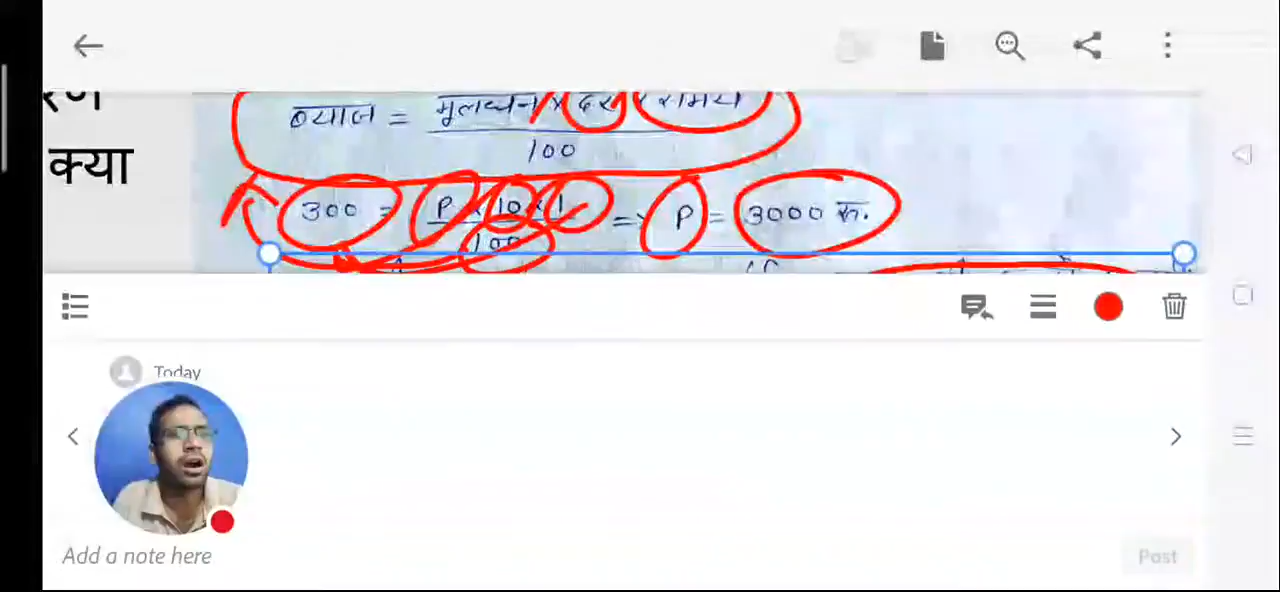 रण
क्या
ब्याज = मूलधन × दर × समय
100
300 = P × 10 × 1 => P = 3000 रु.
100
Today
Add a note here
Post